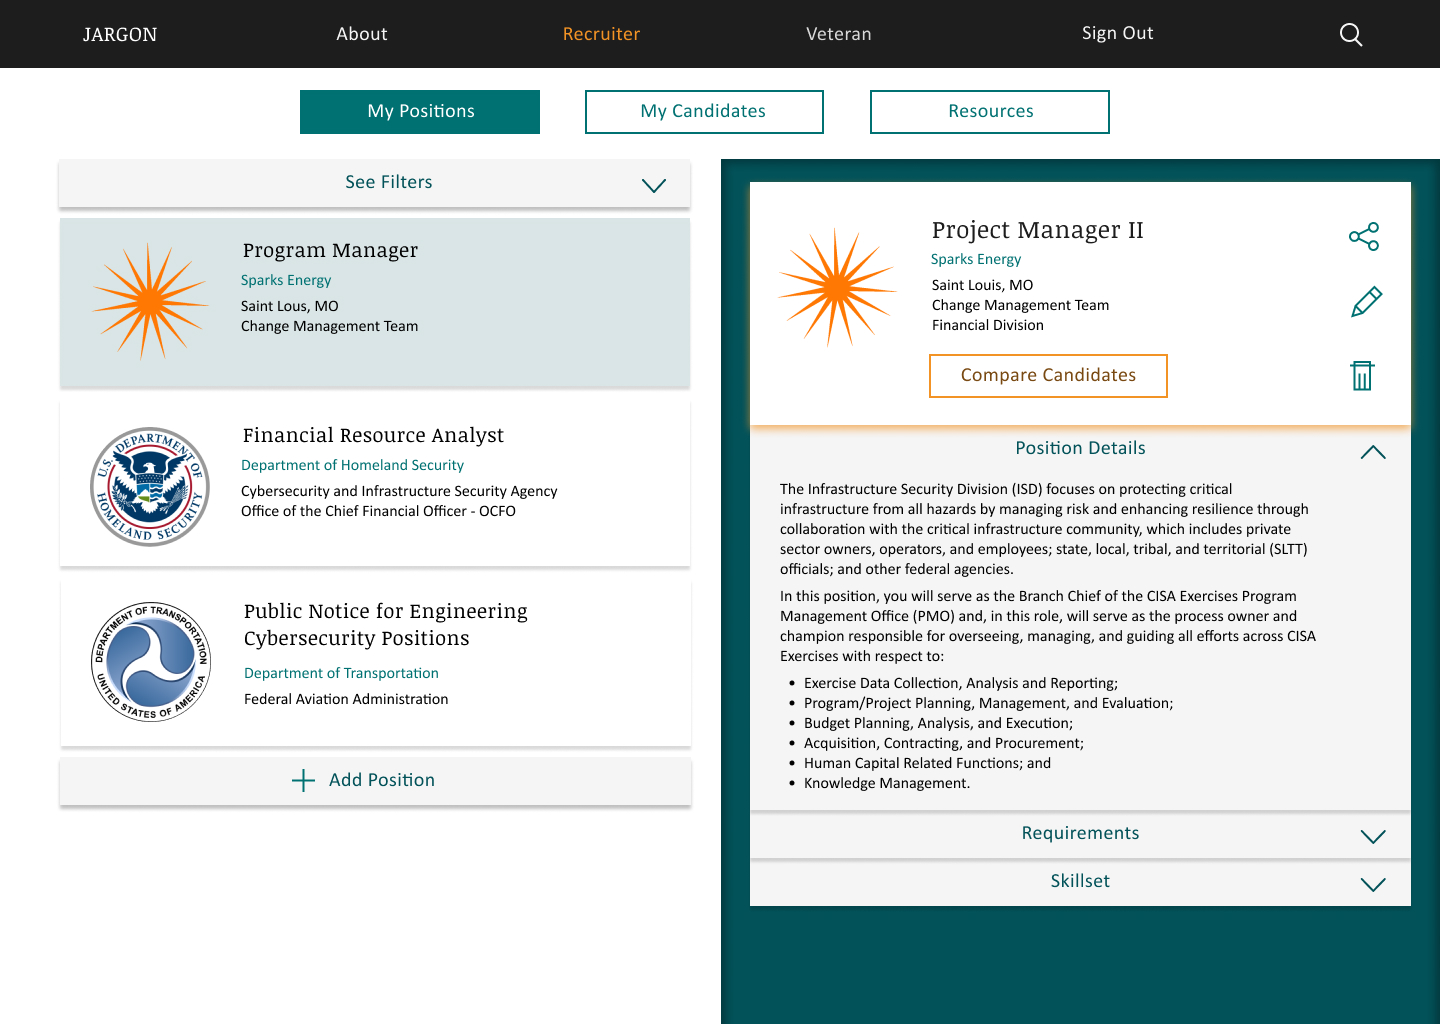 JARGON
About
Recruiter
Veteran
Sign Out
My Positions
My Candidates
Resources
See Filters
Program Manager
Sparks Energy
Saint Lous, MO
Change Management Team
U.S. DEPARTMENT OF
HOMELAND SECURITY
Financial Resource Analyst
Department of Homeland Security
Cybersecurity and Infrastructure Security Agency
Office of the Chief Financial Officer - OCFO
DEPARTMENT OF TRANSPORTATION
UNITED STATES OF AMERICA
Public Notice for Engineering
Cybersecurity Positions
Department of Transportation
Federal Aviation Administration
Add Position
Project Manager II
Sparks Energy
Saint Louis, MO
Change Management Team
Financial Division
Compare Candidates
Position Details
The Infrastructure Security Division (ISD) focuses on protecting critical
infrastructure from all hazards by managing risk and enhancing resilience through
collaboration with the critical infrastructure community, which includes private
sector owners, operators, and employees; state, local, tribal, and territorial (SLTT)
officials; and other federal agencies.
In this position, you will serve as the Branch Chief of the CISA Exercises Program
Management Office (PMO) and, in this role, will serve as the process owner and
champion responsible for overseeing, managing, and guiding all efforts across CISA
Exercises with respect to:
• Exercise Data Collection, Analysis and Reporting;
• Program/Project Planning, Management, and Evaluation;
• Budget Planning, Analysis, and Execution;
• Acquisition, Contracting, and Procurement;
• Human Capital Related Functions; and
• Knowledge Management.
Requirements
Skillset